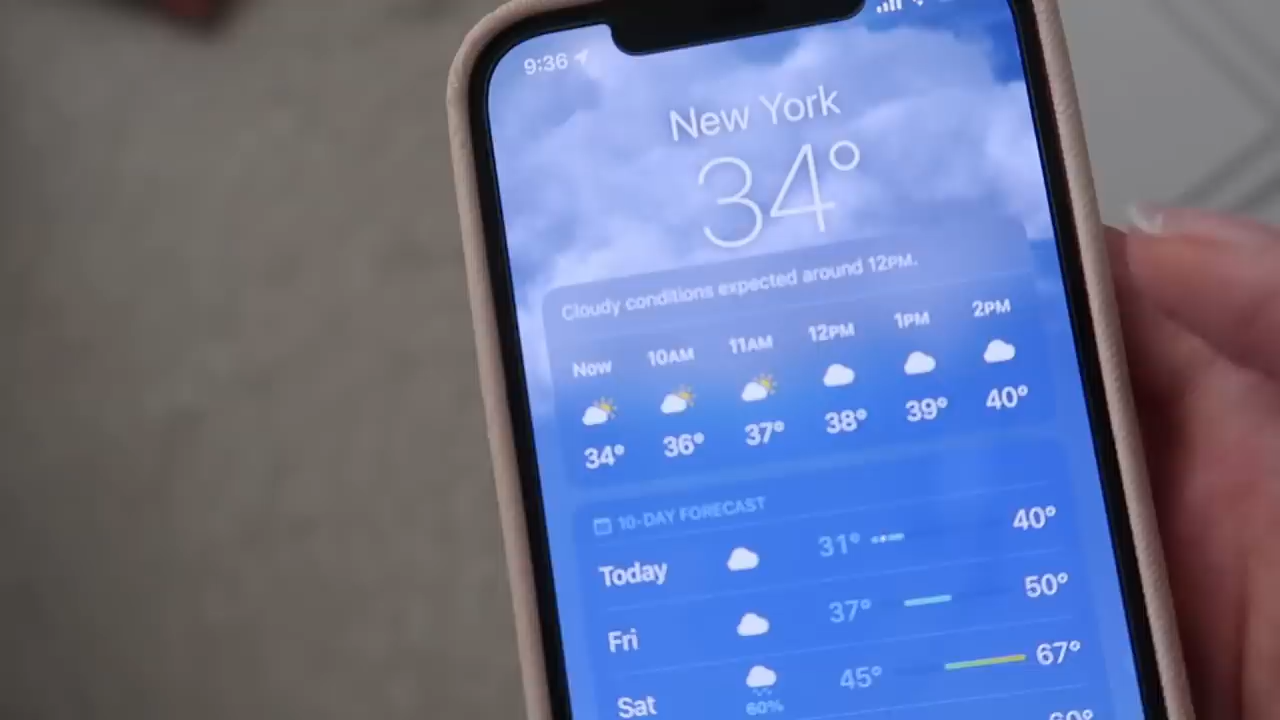 9:36
New York
34°
Cloudy conditions expected around 12PM.
Now 10AM 11AM 12PM 1PM 2PM
34° 36° 37° 38° 39° 40°
10-DAY FORECAST
Today 31° 40°
Fri 37° 50°
Sat 60% 45° 67°